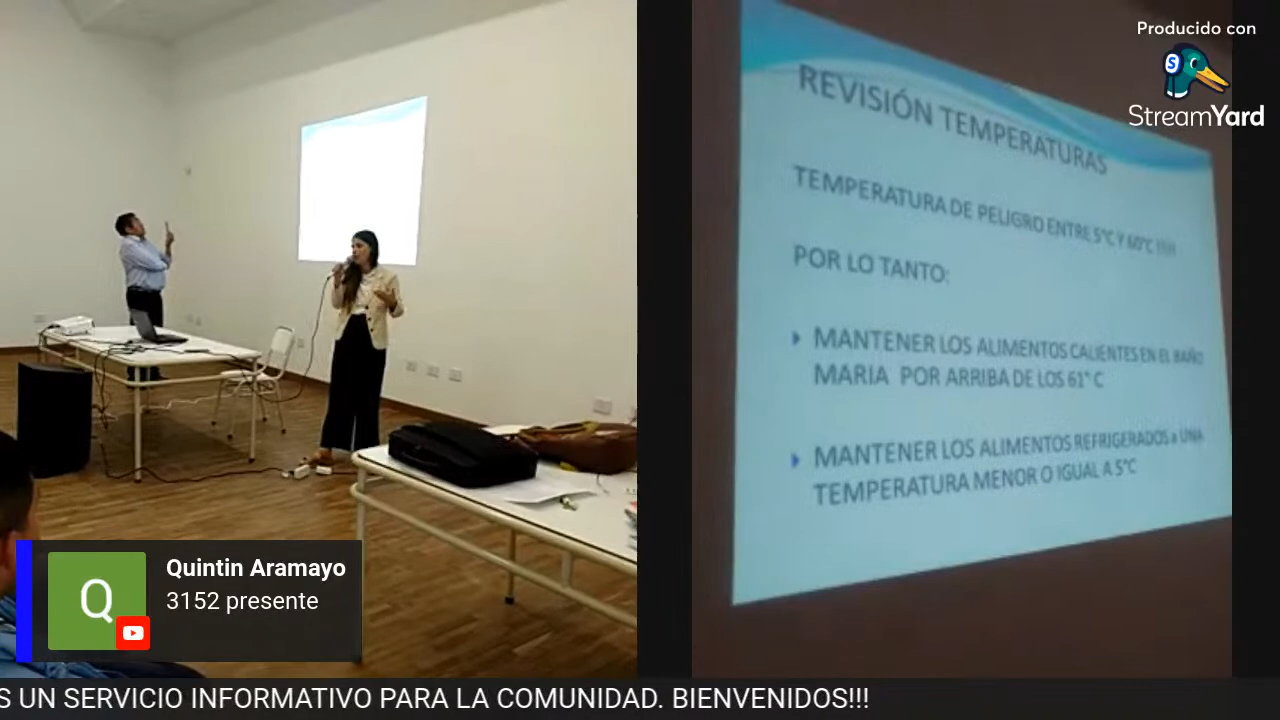 Producido con
StreamYard
REVISIÓN TEMPERATURAS
TEMPERATURA DE PELIGRO ENTRE 5°C Y 60°C !!!!
POR LO TANTO:
MANTENER LOS ALIMENTOS CALIENTES EN EL BAÑO
MARIA POR ARRIBA DE LOS 61° C
MANTENER LOS ALIMENTOS REFRIGERADOS a UNA
TEMPERATURA MENOR O IGUAL A 5°C
Q
Quintin Aramayo
3152 presente
S UN SERVICIO INFORMATIVO PARA LA COMUNIDAD. BIENVENIDOS!!!